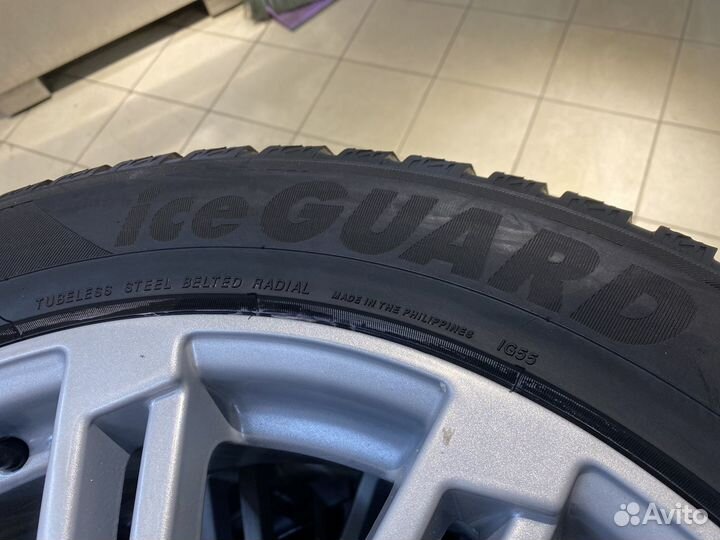 iceGUARD
TUBELESS STEEL BELTED RADIAL MADE IN THE PHILIPPINES IG55
Avito